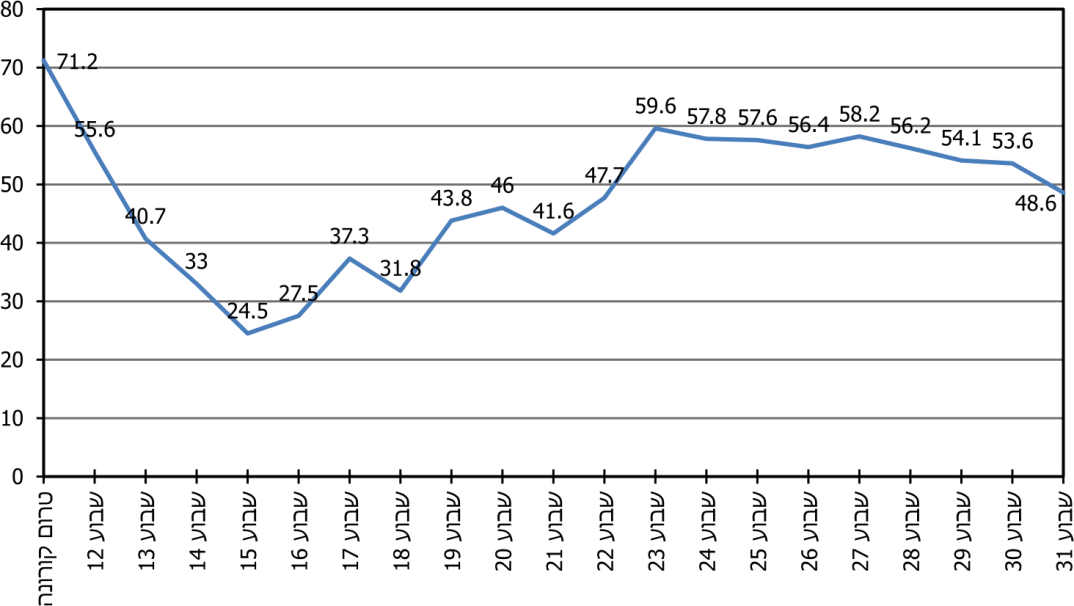 80
70
60
50
40
30
20
10
0
71.2
55.6
40.7
33
24.5
27.5
37.3
31.8
43.8
46
41.6
47.7
59.6
57.8
57.6
56.4
58.2
56.2
54.1
53.6
48.6
טרום קורונה
שבוע 12
שבוע 13
שבוע 14
שבוע 15
שבוע 16
שבוע 17
שבוע 18
שבוע 19
שבוע 20
שבוע 21
שבוע 22
שבוע 23
שבוע 24
שבוע 25
שבוע 26
שבוע 27
שבוע 28
שבוע 29
שבוע 30
שבוע 31